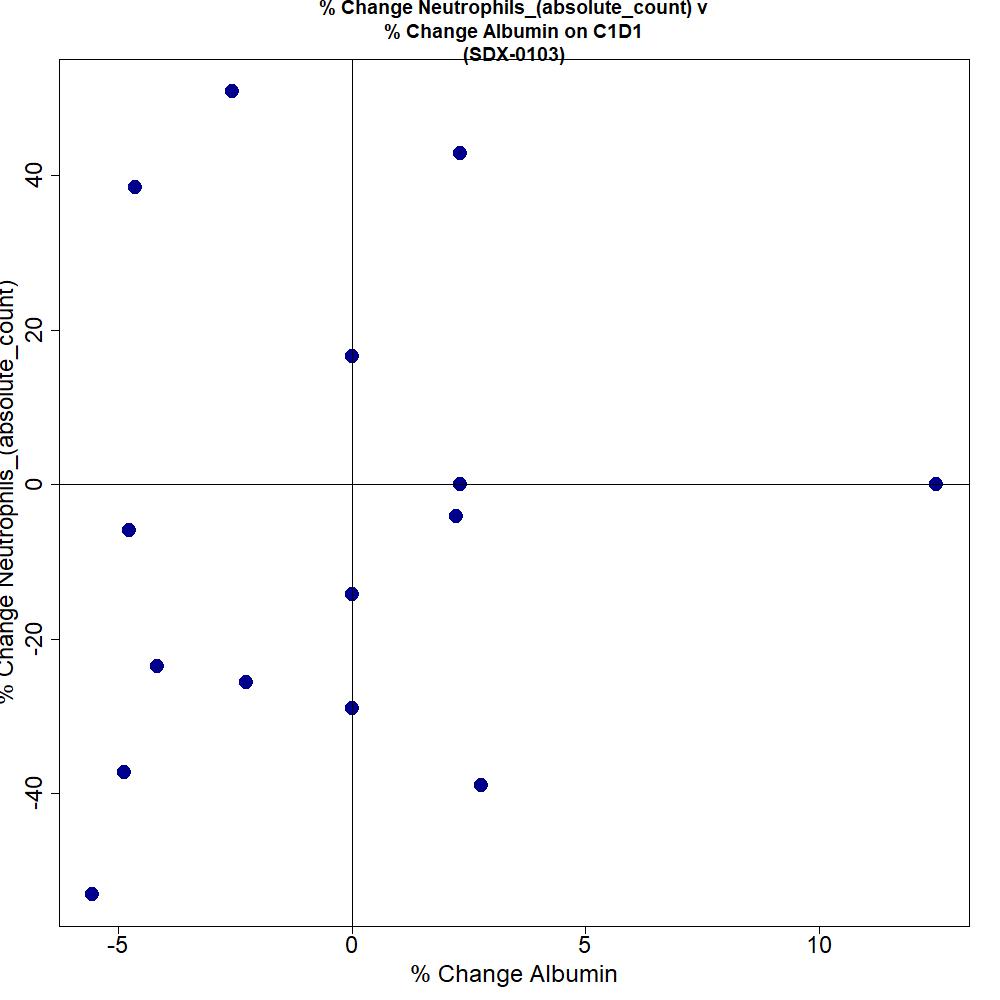 % Change Neutrophils_(absolute_count) v
% Change Albumin on C1D1
(SDX-0103)
% Change Neutrophils_(absolute_count)
40
20
0
-20
-40
-5
0
5
10
% Change Albumin